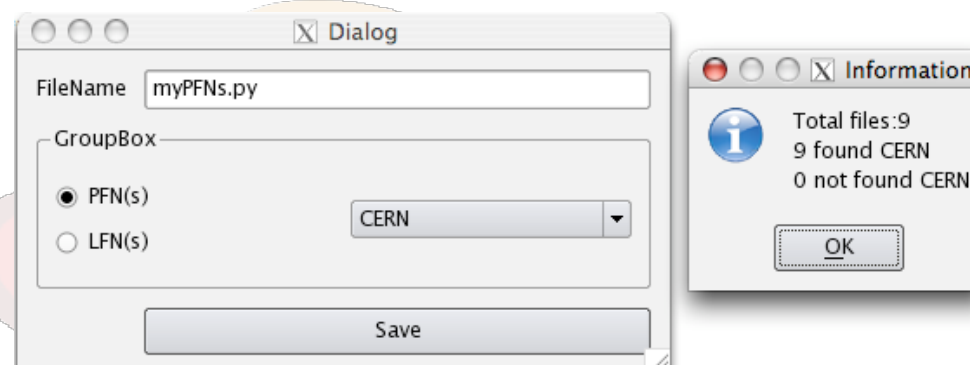 Dialog
FileName myPFNs.py
GroupBox
PFN(s)
CERN
LFN(s)
Save
Information
Total files:9
9 found CERN
0 not found CERN
OK